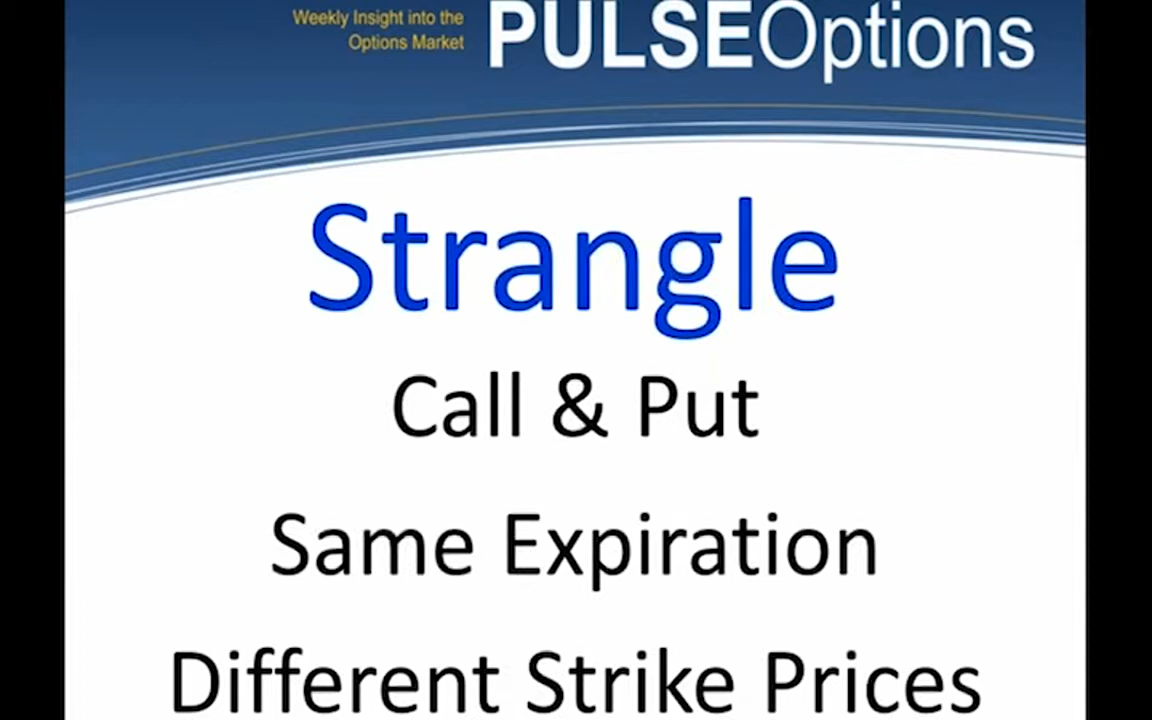 Weekly Insight into the
Options Market
PULSEOptions
Strangle
Call & Put
Same Expiration
Different Strike Prices